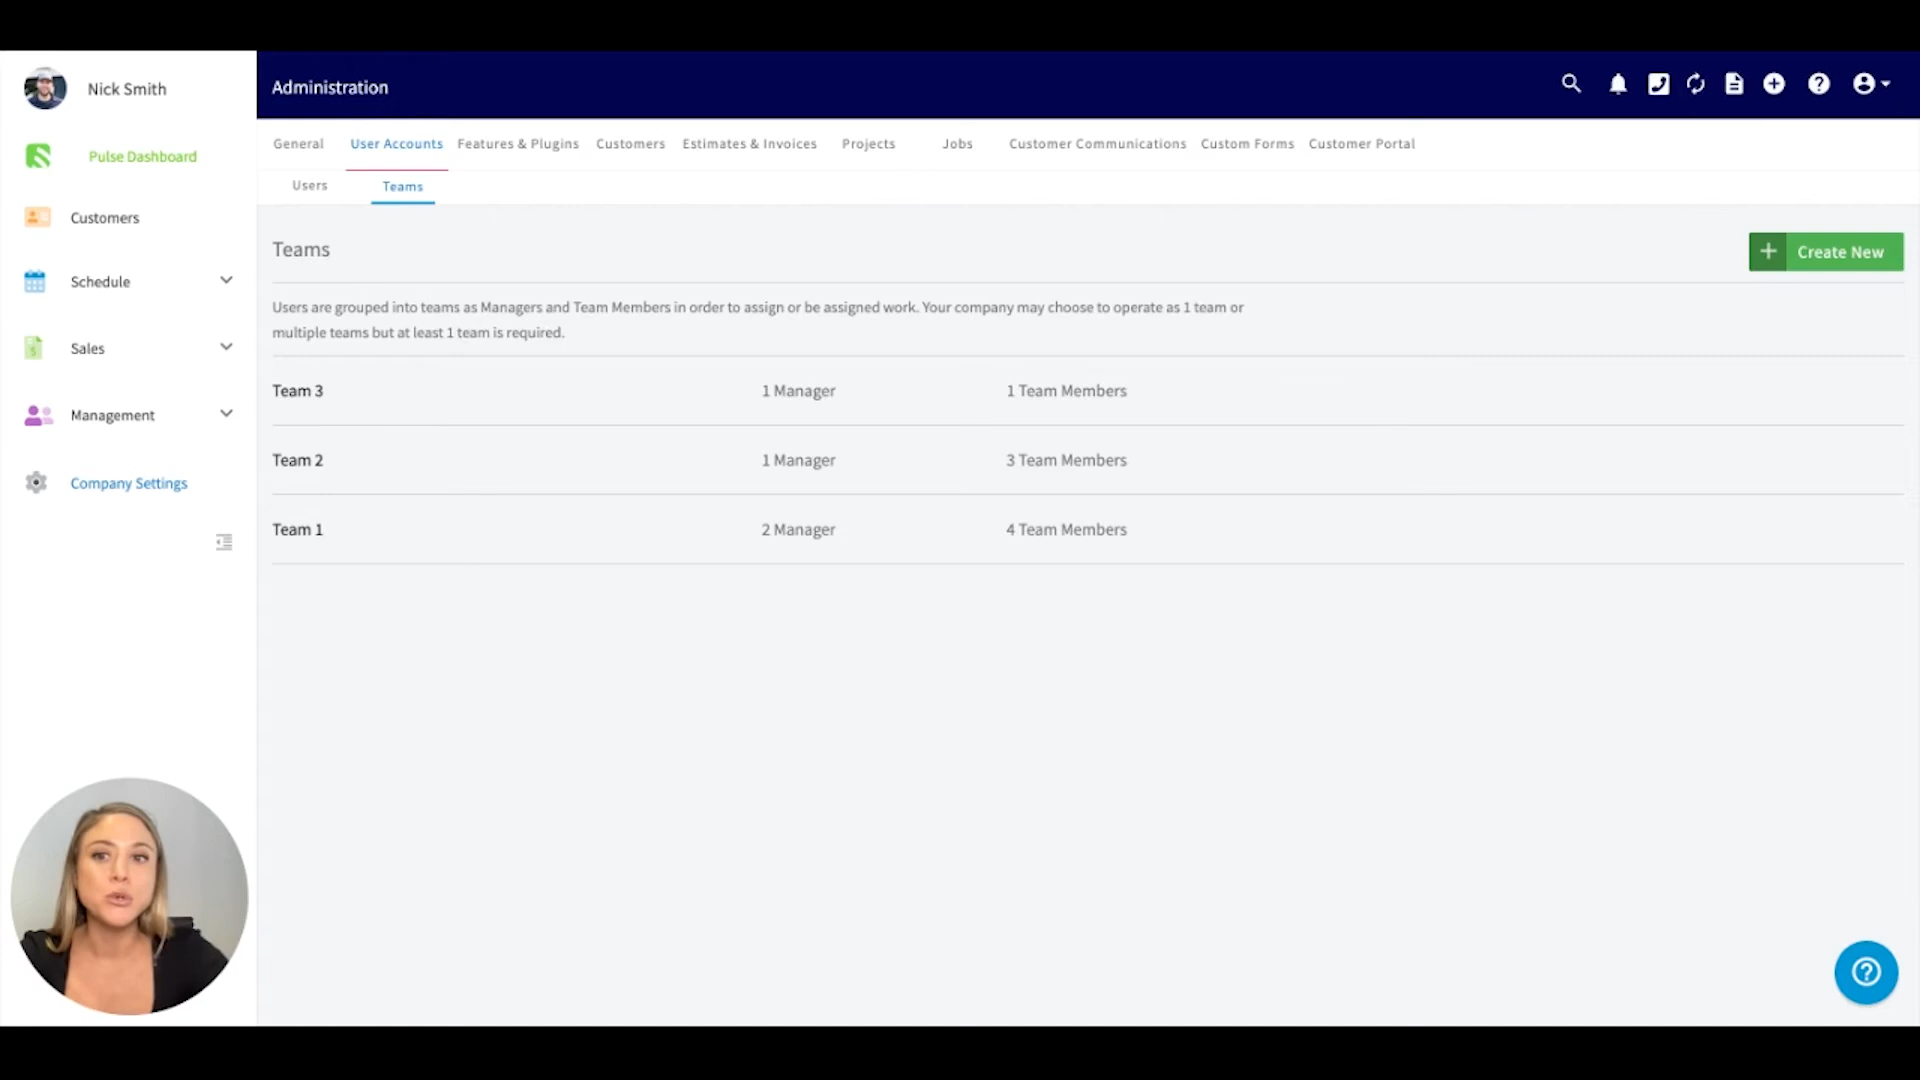 Nick Smith
Pulse Dashboard
Customers
Schedule
Sales
Management
Company Settings
Administration
General User Accounts Features & Plugins Customers Estimates & Invoices Projects Jobs Customer Communications Custom Forms Customer Portal
Users Teams
Teams
+ Create New
Users are grouped into teams as Managers and Team Members in order to assign or be assigned work. Your company may choose to operate as 1 team or
multiple teams but at least 1 team is required.
Team 3 1 Manager 1 Team Members
Team 2 1 Manager 3 Team Members
Team 1 2 Manager 4 Team Members